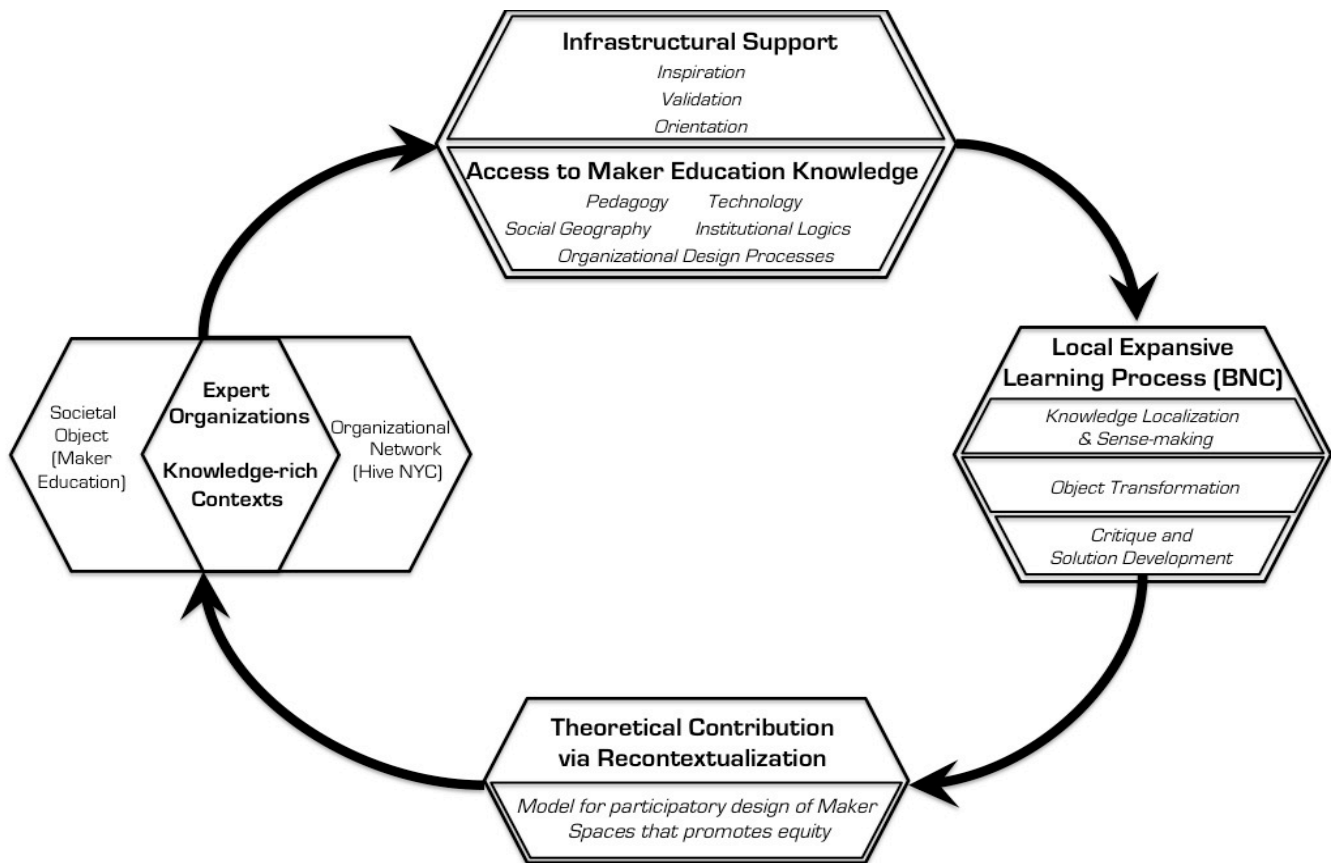 Infrastructural Support
Inspiration
Validation
Orientation
Access to Maker Education Knowledge
Pedagogy Technology
Social Geography Institutional Logics
Organizational Design Processes
Local Expansive
Learning Process (BNC)
Knowledge Localization
& Sense-making
Object Transformation
Critique and
Solution Development
Theoretical Contribution
via Recontextualization
Model for participatory design of Maker
Spaces that promotes equity
Societal
Object
(Maker
Education)
Expert
Organizations
Knowledge-rich
Contexts
Organizational
Network
(Hive NYC)